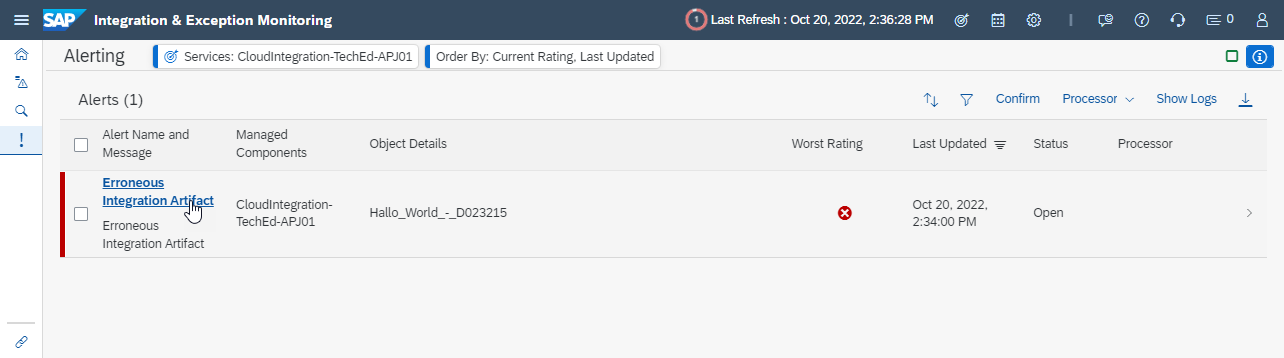 SAP Integration & Exception Monitoring 1 Last Refresh : Oct 20, 2022, 2:36:28 PM 0
Alerting Services: CloudIntegration-TechEd-APJ01 Order By: Current Rating, Last Updated
Alerts (1) Confirm Processor Show Logs
Alert Name and Message
Managed Components
Object Details
Worst Rating
Last Updated
Status
Processor
Erroneous
Integration Artifact
Erroneous
Integration Artifact
CloudIntegration-
TechEd-APJ01
Hallo_World_-_D023215
Oct 20, 2022,
2:34:00 PM
Open